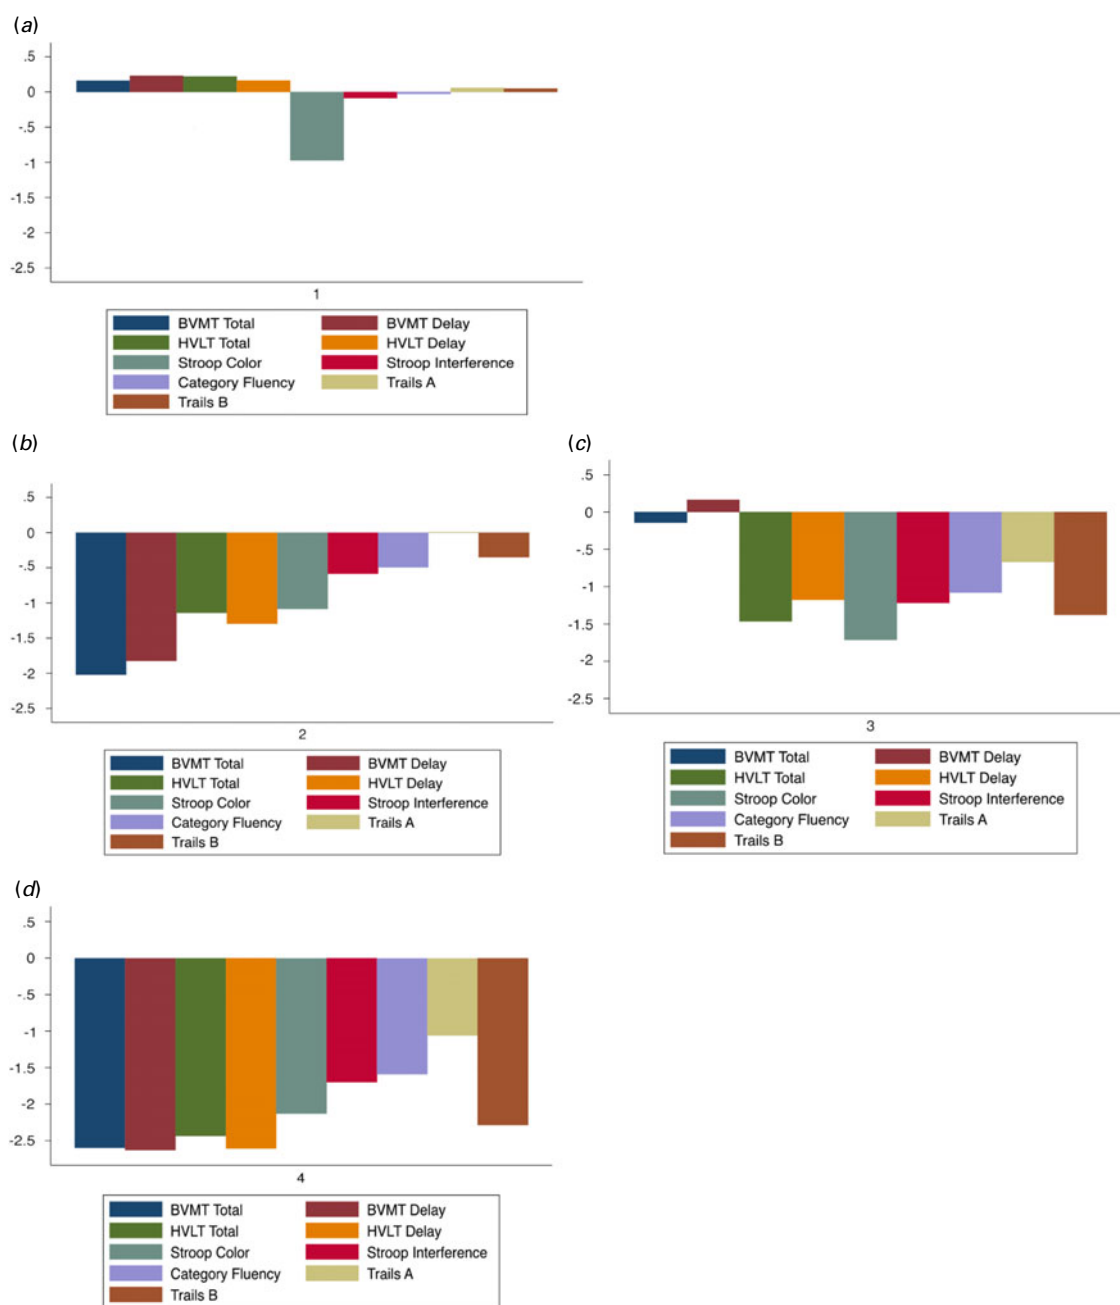 (a)
.5
0
-.5
-1
-1.5
-2
-2.5
1
BVMT Total BVMT Delay
HVLT Total HVLT Delay
Stroop Color Stroop Interference
Category Fluency Trails A
Trails B
(b)
.5
0
-.5
-1
-1.5
-2
-2.5
2
BVMT Total BVMT Delay
HVLT Total HVLT Delay
Stroop Color Stroop Interference
Category Fluency Trails A
Trails B
(c)
.5
0
-.5
-1
-1.5
-2
-2.5
3
BVMT Total BVMT Delay
HVLT Total HVLT Delay
Stroop Color Stroop Interference
Category Fluency Trails A
Trails B
(d)
.5
0
-.5
-1
-1.5
-2
-2.5
4
BVMT Total BVMT Delay
HVLT Total HVLT Delay
Stroop Color Stroop Interference
Category Fluency Trails A
Trails B